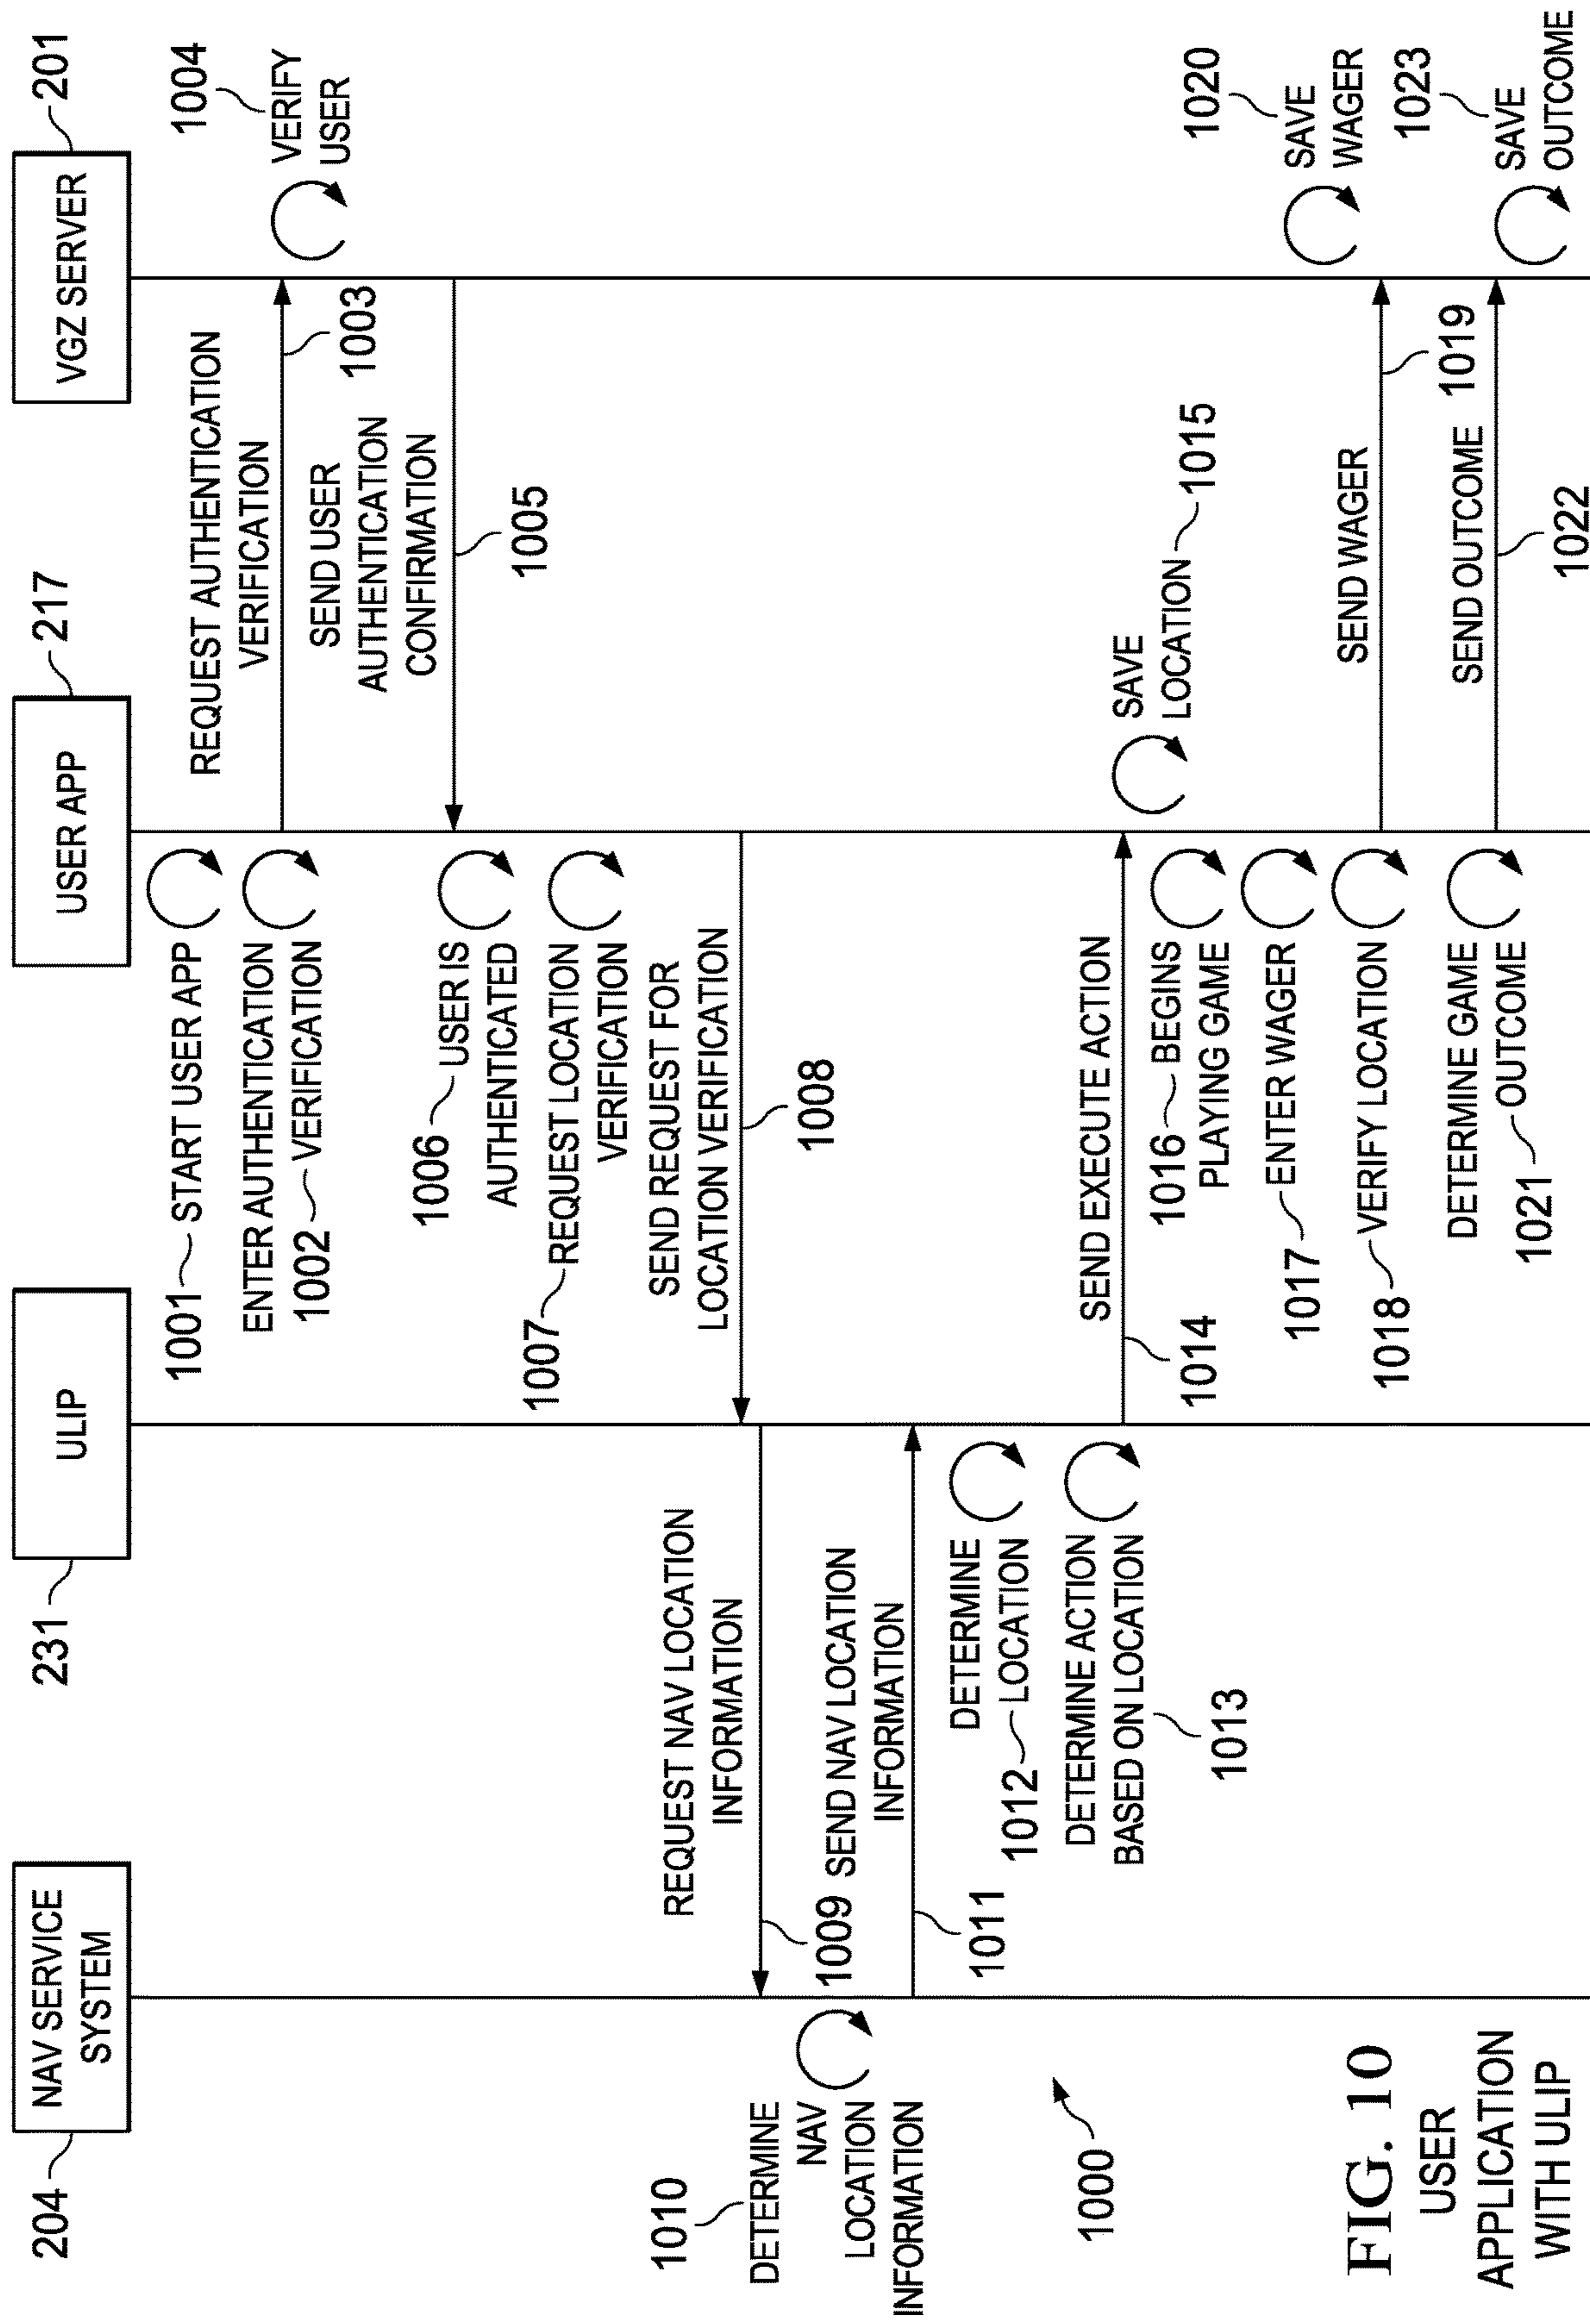 204
NAV SERVICE
SYSTEM
231
ULIP
USER APP
217
VGZ SERVER
201
1001
START USER APP
REQUEST AUTHENTICATION
VERIFICATION
1003
1004
VERIFY
USER
ENTER AUTHENTICATION
1002
VERIFICATION
SEND USER
AUTHENTICATION
CONFIRMATION
1005
1006
USER IS
AUTHENTICATED
1007
REQUEST LOCATION
VERIFICATION
SEND REQUEST FOR
LOCATION VERIFICATION
1008
REQUEST NAV LOCATION
INFORMATION
1009
1010
DETERMINE
NAV
LOCATION
INFORMATION
SEND NAV LOCATION
INFORMATION
1011
DETERMINE
1012
LOCATION
DETERMINE ACTION
BASED ON LOCATION
1013
SEND EXECUTE ACTION
1014
SAVE
LOCATION
1015
1016
BEGINS
PLAYING GAME
1017
ENTER WAGER
1018
VERIFY LOCATION
SEND WAGER
1019
1020
SAVE
WAGER
DETERMINE GAME
1021
OUTCOME
SEND OUTCOME
1022
1023
SAVE
OUTCOME
1000
FIG. 10
USER
APPLICATION
WITH ULIP